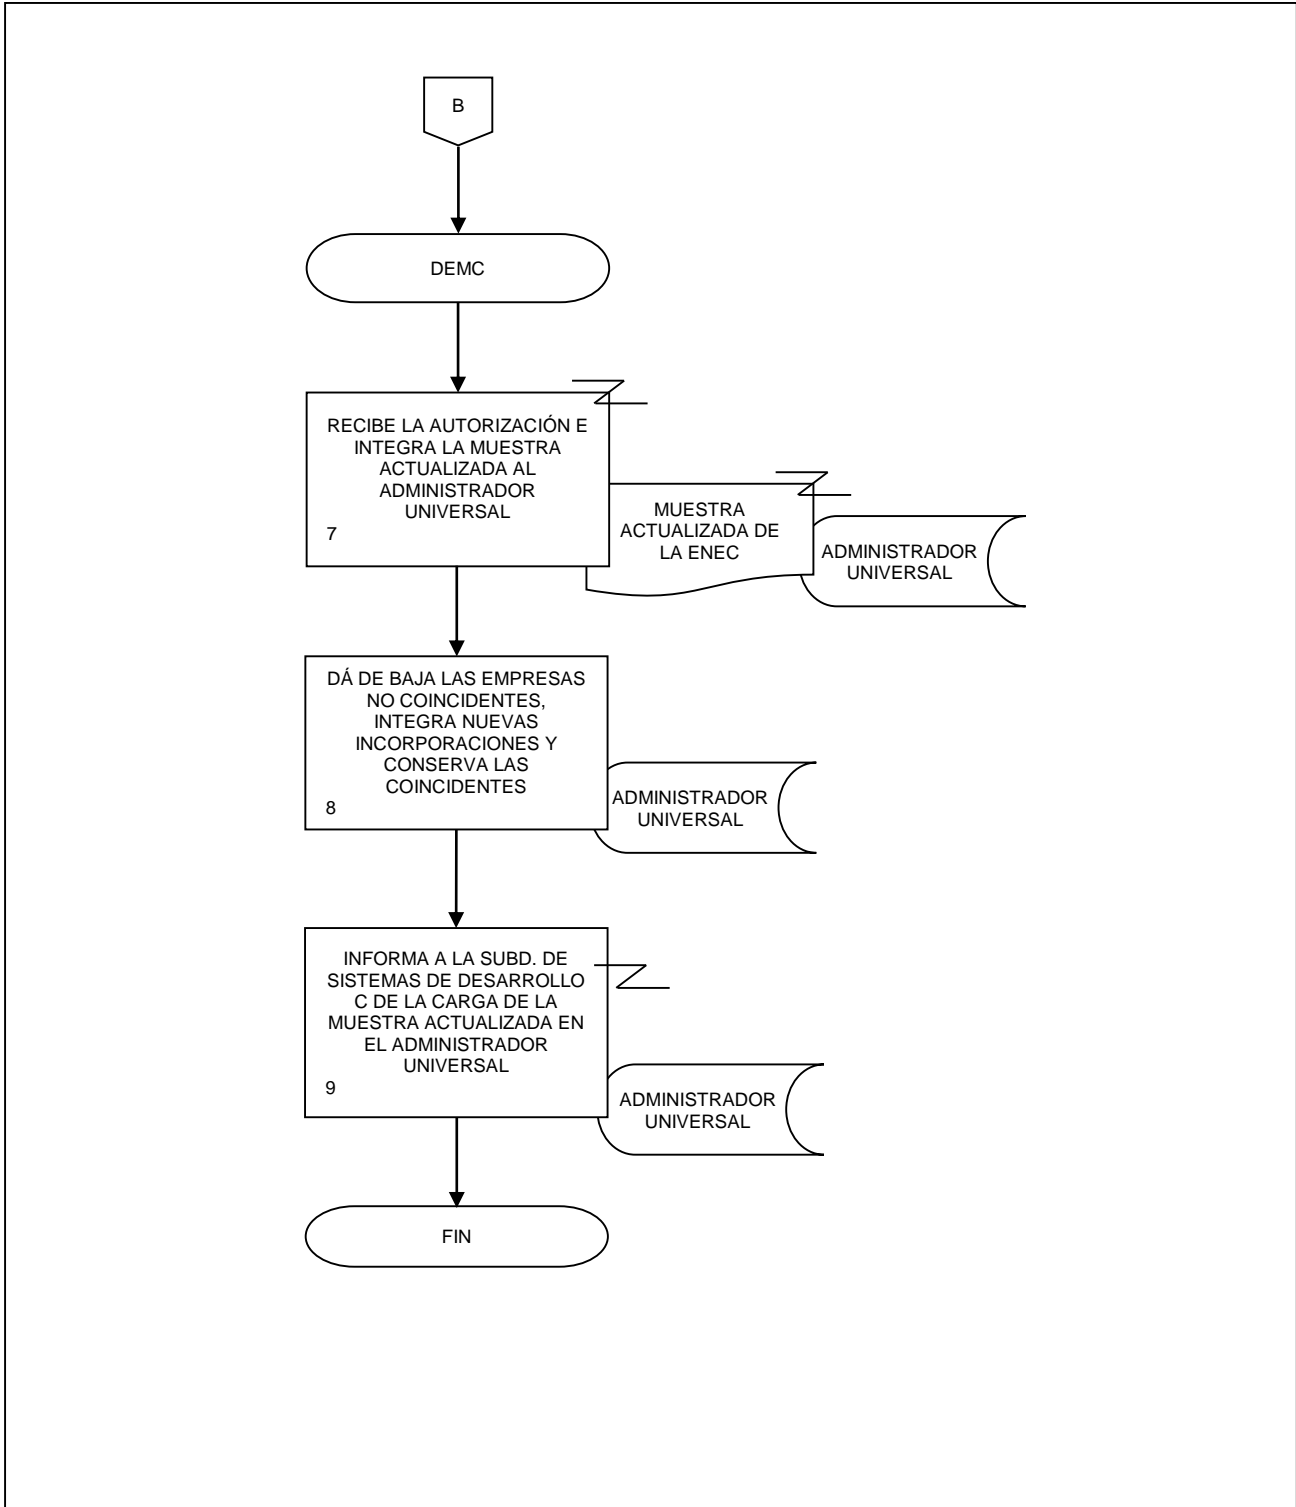 B
DEMC
RECIBE LA AUTORIZACIÓN E
INTEGRA LA MUESTRA
ACTUALIZADA AL
ADMINISTRADOR
UNIVERSAL
7
MUESTRA
ACTUALIZADA DE
LA ENEC
ADMINISTRADOR
UNIVERSAL
DÁ DE BAJA LAS EMPRESAS
NO COINCIDENTES,
INTEGRA NUEVAS
INCORPORACIONES Y
CONSERVA LAS
COINCIDENTES
8
ADMINISTRADOR
UNIVERSAL
INFORMA A LA SUBD. DE
SISTEMAS DE DESARROLLO
C DE LA CARGA DE LA
MUESTRA ACTUALIZADA EN
EL ADMINISTRADOR
UNIVERSAL
9
ADMINISTRADOR
UNIVERSAL
FIN